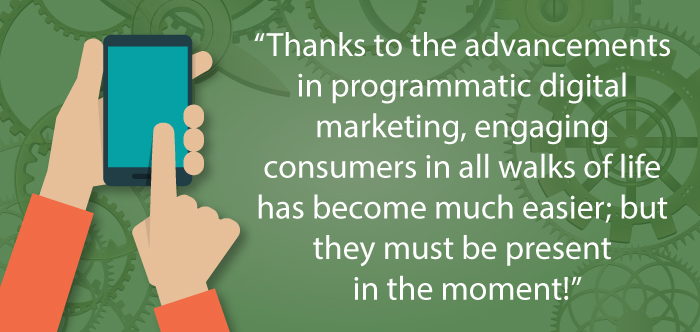 “Thanks to the advancements
in programmatic digital
marketing, engaging
consumers in all walks of life
has become much easier; but
they must be present
in the moment!”